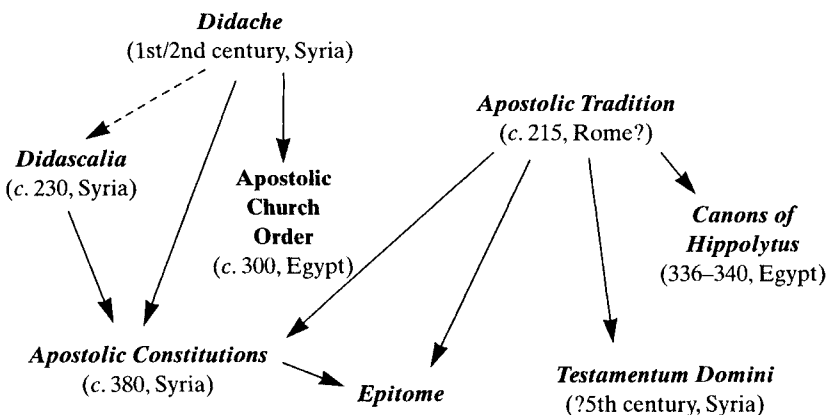 Didache
(1st/2nd century, Syria)
Apostolic Tradition
(c. 215, Rome?)
Didascalia
(c. 230, Syria)
Apostolic
Church
Order
(c. 300, Egypt)
Canons of
Hippolytus
(336–340, Egypt)
Apostolic Constitutions
(c. 380, Syria)
Epitome
Testamentum Domini
(?5th century, Syria)